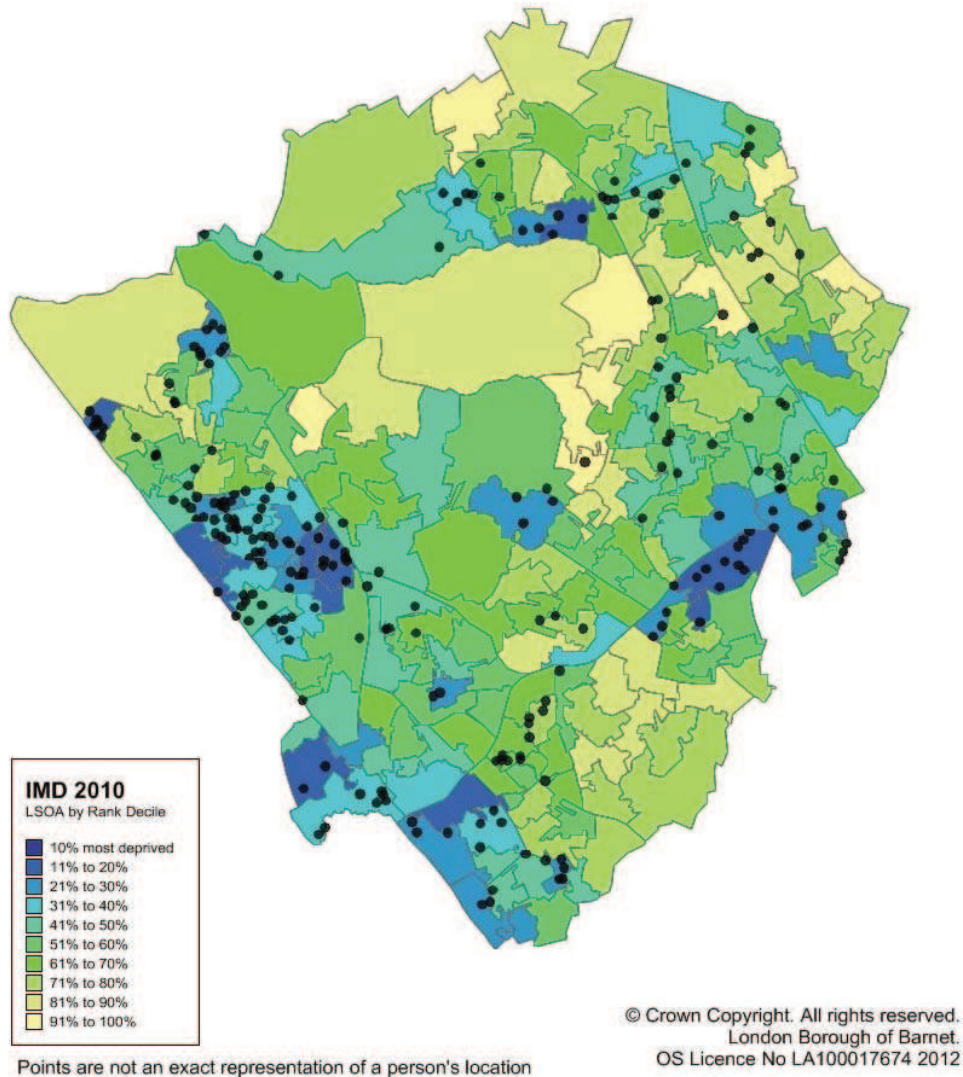 IMD 2010
LSOA by Rank Decile
10% most deprived
11% to 20%
21% to 30%
31% to 40%
41% to 50%
51% to 60%
61% to 70%
71% to 80%
81% to 90%
91% to 100%
© Crown Copyright. All rights reserved.
London Borough of Barnet.
OS Licence No LA100017674 2012
Points are not an exact representation of a person's location